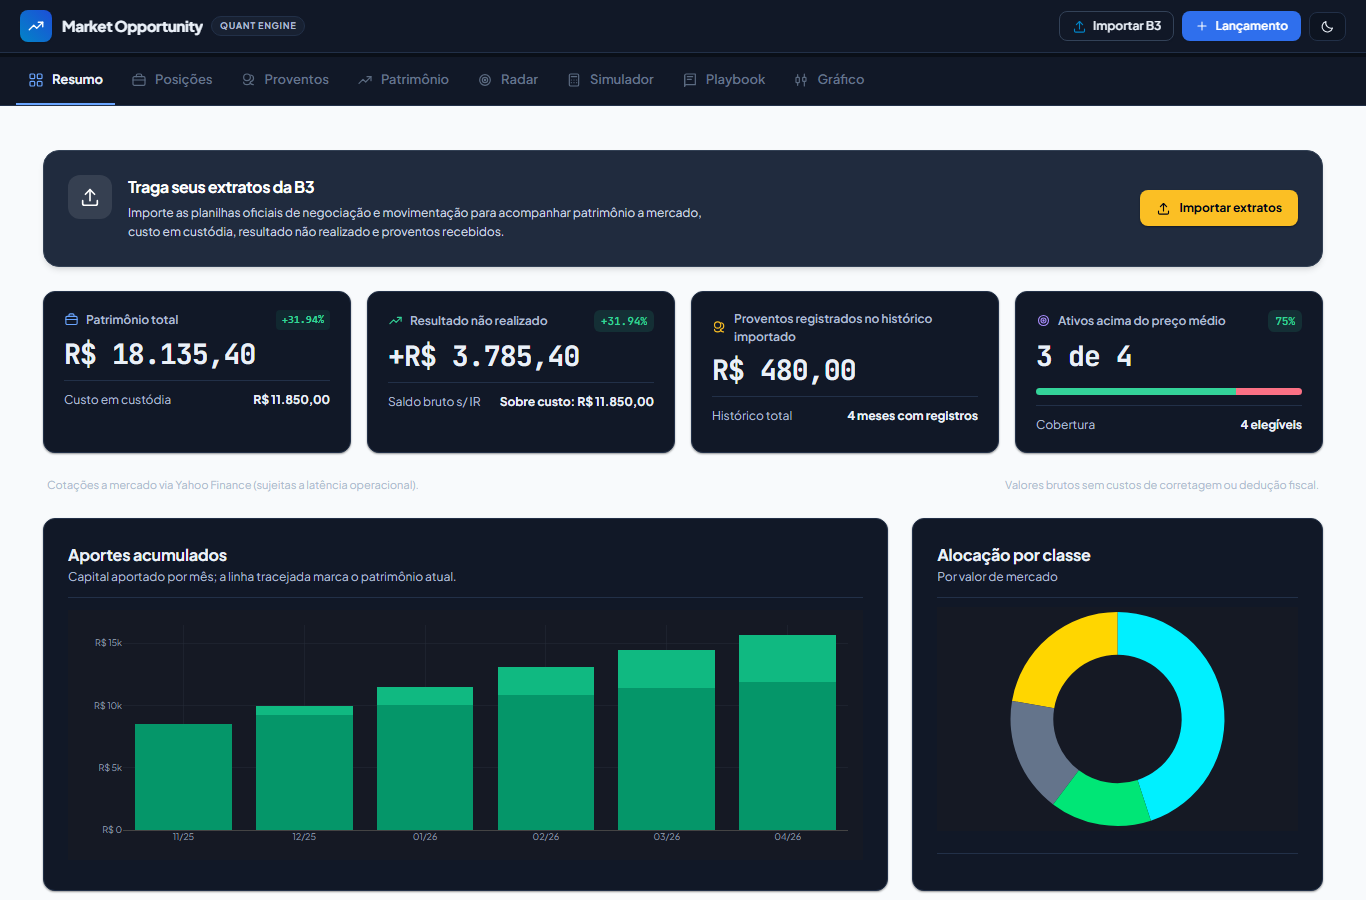 Market Opportunity
QUANT ENGINE
Importar B3
Lançamento
Resumo
Posições
Proventos
Patrimônio
Radar
Simulador
Playbook
Gráfico
Traga seus extratos da B3
Importe as planilhas oficiais de negociação e movimentação para acompanhar patrimônio a mercado,
custo em custódia, resultado não realizado e proventos recebidos.
Importar extratos
Patrimônio total
+31.94%
R$ 18.135,40
Custo em custódia
R$ 11.850,00
Resultado não realizado
+31.94%
+R$ 3.785,40
Saldo bruto s/ IR
Sobre custo: R$ 11.850,00
Proventos registrados no histórico
importado
R$ 480,00
Histórico total
4 meses com registros
Ativos acima do preço médio
75%
3 de 4
Cobertura
4 elegíveis
Cotações a mercado via Yahoo Finance (sujeitas a latência operacional).
Valores brutos sem custos de corretagem ou dedução fiscal.
Aportes acumulados
Capital aportado por mês; a linha tracejada marca o patrimônio atual.
R$ 15k
R$ 10k
R$ 5k
R$ 0
11/25
12/25
01/26
02/26
03/26
04/26
Alocação por classe
Por valor de mercado